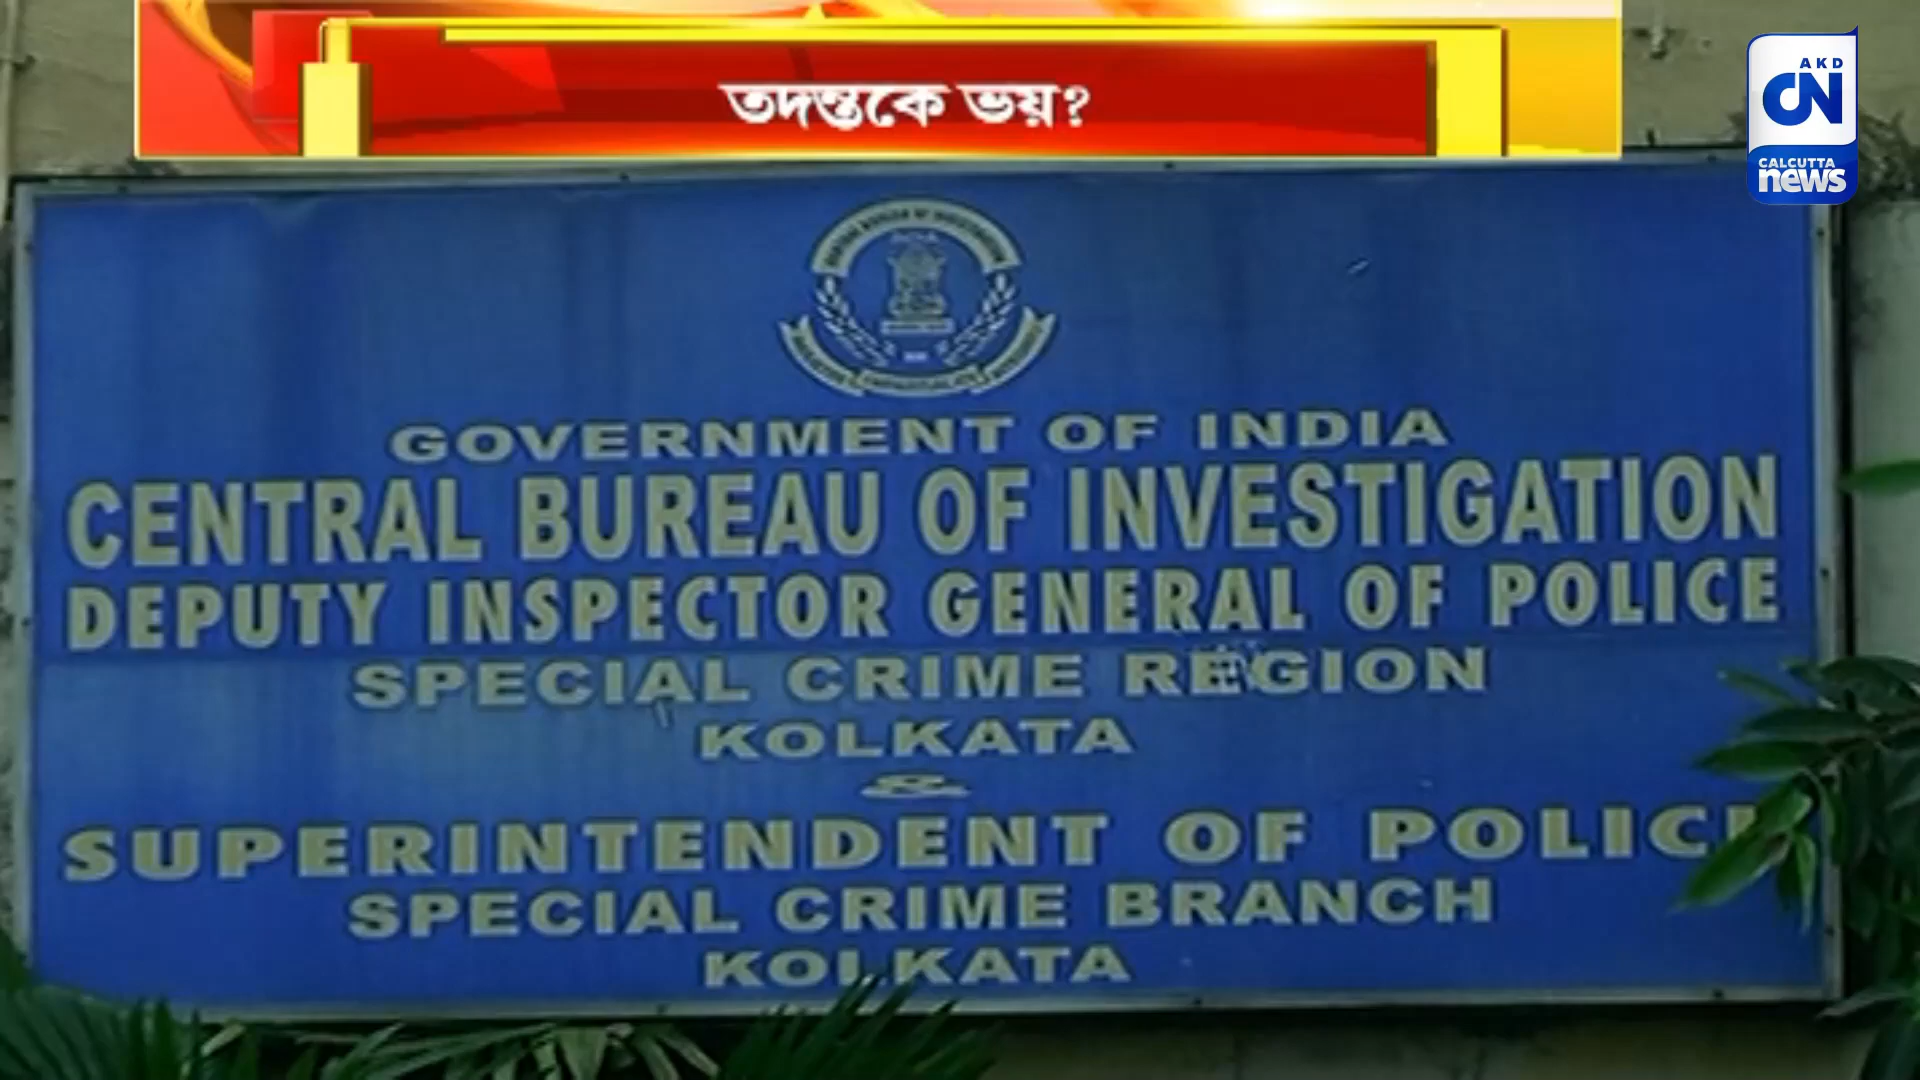 তদন্তকে ভয়?
AKD
CN
CALCUTTA
news
GOVERNMENT OF INDIA
CENTRAL BUREAU OF INVESTIGATION
DEPUTY INSPECTOR GENERAL OF POLICE
SPECIAL CRIME REGION
KOLKATA
&
SUPERINTENDENT OF POLICE
SPECIAL CRIME BRANCH
KOLKATA